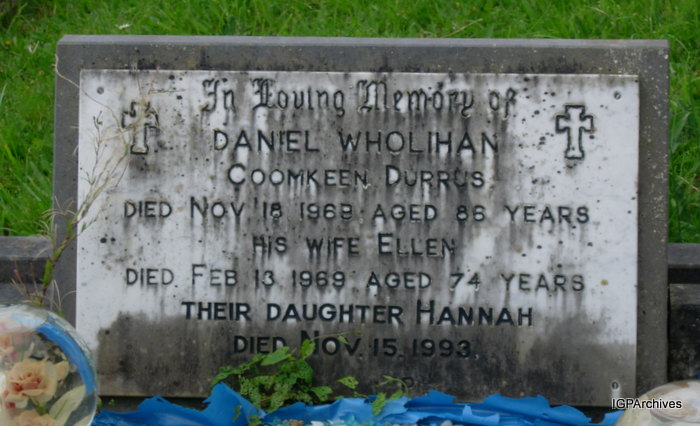 In Loving Memory of
DANIEL WHOLIHAN
COOMKEEN DURRUS
DIED NOV 18 1969 AGED 86 YEARS
HIS WIFE ELLEN
DIED FEB 13 1969 AGED 74 YEARS
THEIR DAUGHTER HANNAH
DIED NOV. 15. 1993.
IGPArchives